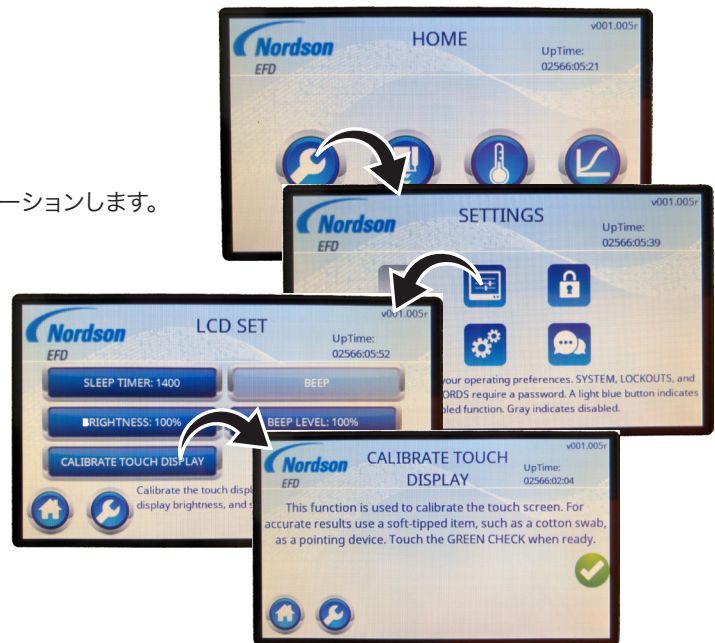 v001.005r
Nordson
EFD
HOME
UpTime:
02566:05:21
ーションします。
v001.005r
Nordson
EFD
SETTINGS
UpTime:
02566:05:39
your operating preferences. SYSTEM, LOCKOUTS, and
ORDS require a password. A light blue button indicates
led function. Gray indicates disabled.
v001.005r
Nordson
EFD
LCD SET
UpTime:
02566:05:52
SLEEP TIMER: 1400
BEEP
BRIGHTNESS: 100%
BEEP LEVEL: 100%
CALIBRATE TOUCH DISPLAY
Calibrate the touch displ
display brightness, and s
v001.005r
Nordson
EFD
CALIBRATE TOUCH
DISPLAY
UpTime:
02566:02:04
This function is used to calibrate the touch screen. For
accurate results use a soft-tipped item, such as a cotton swab,
as a pointing device. Touch the GREEN CHECK when ready.